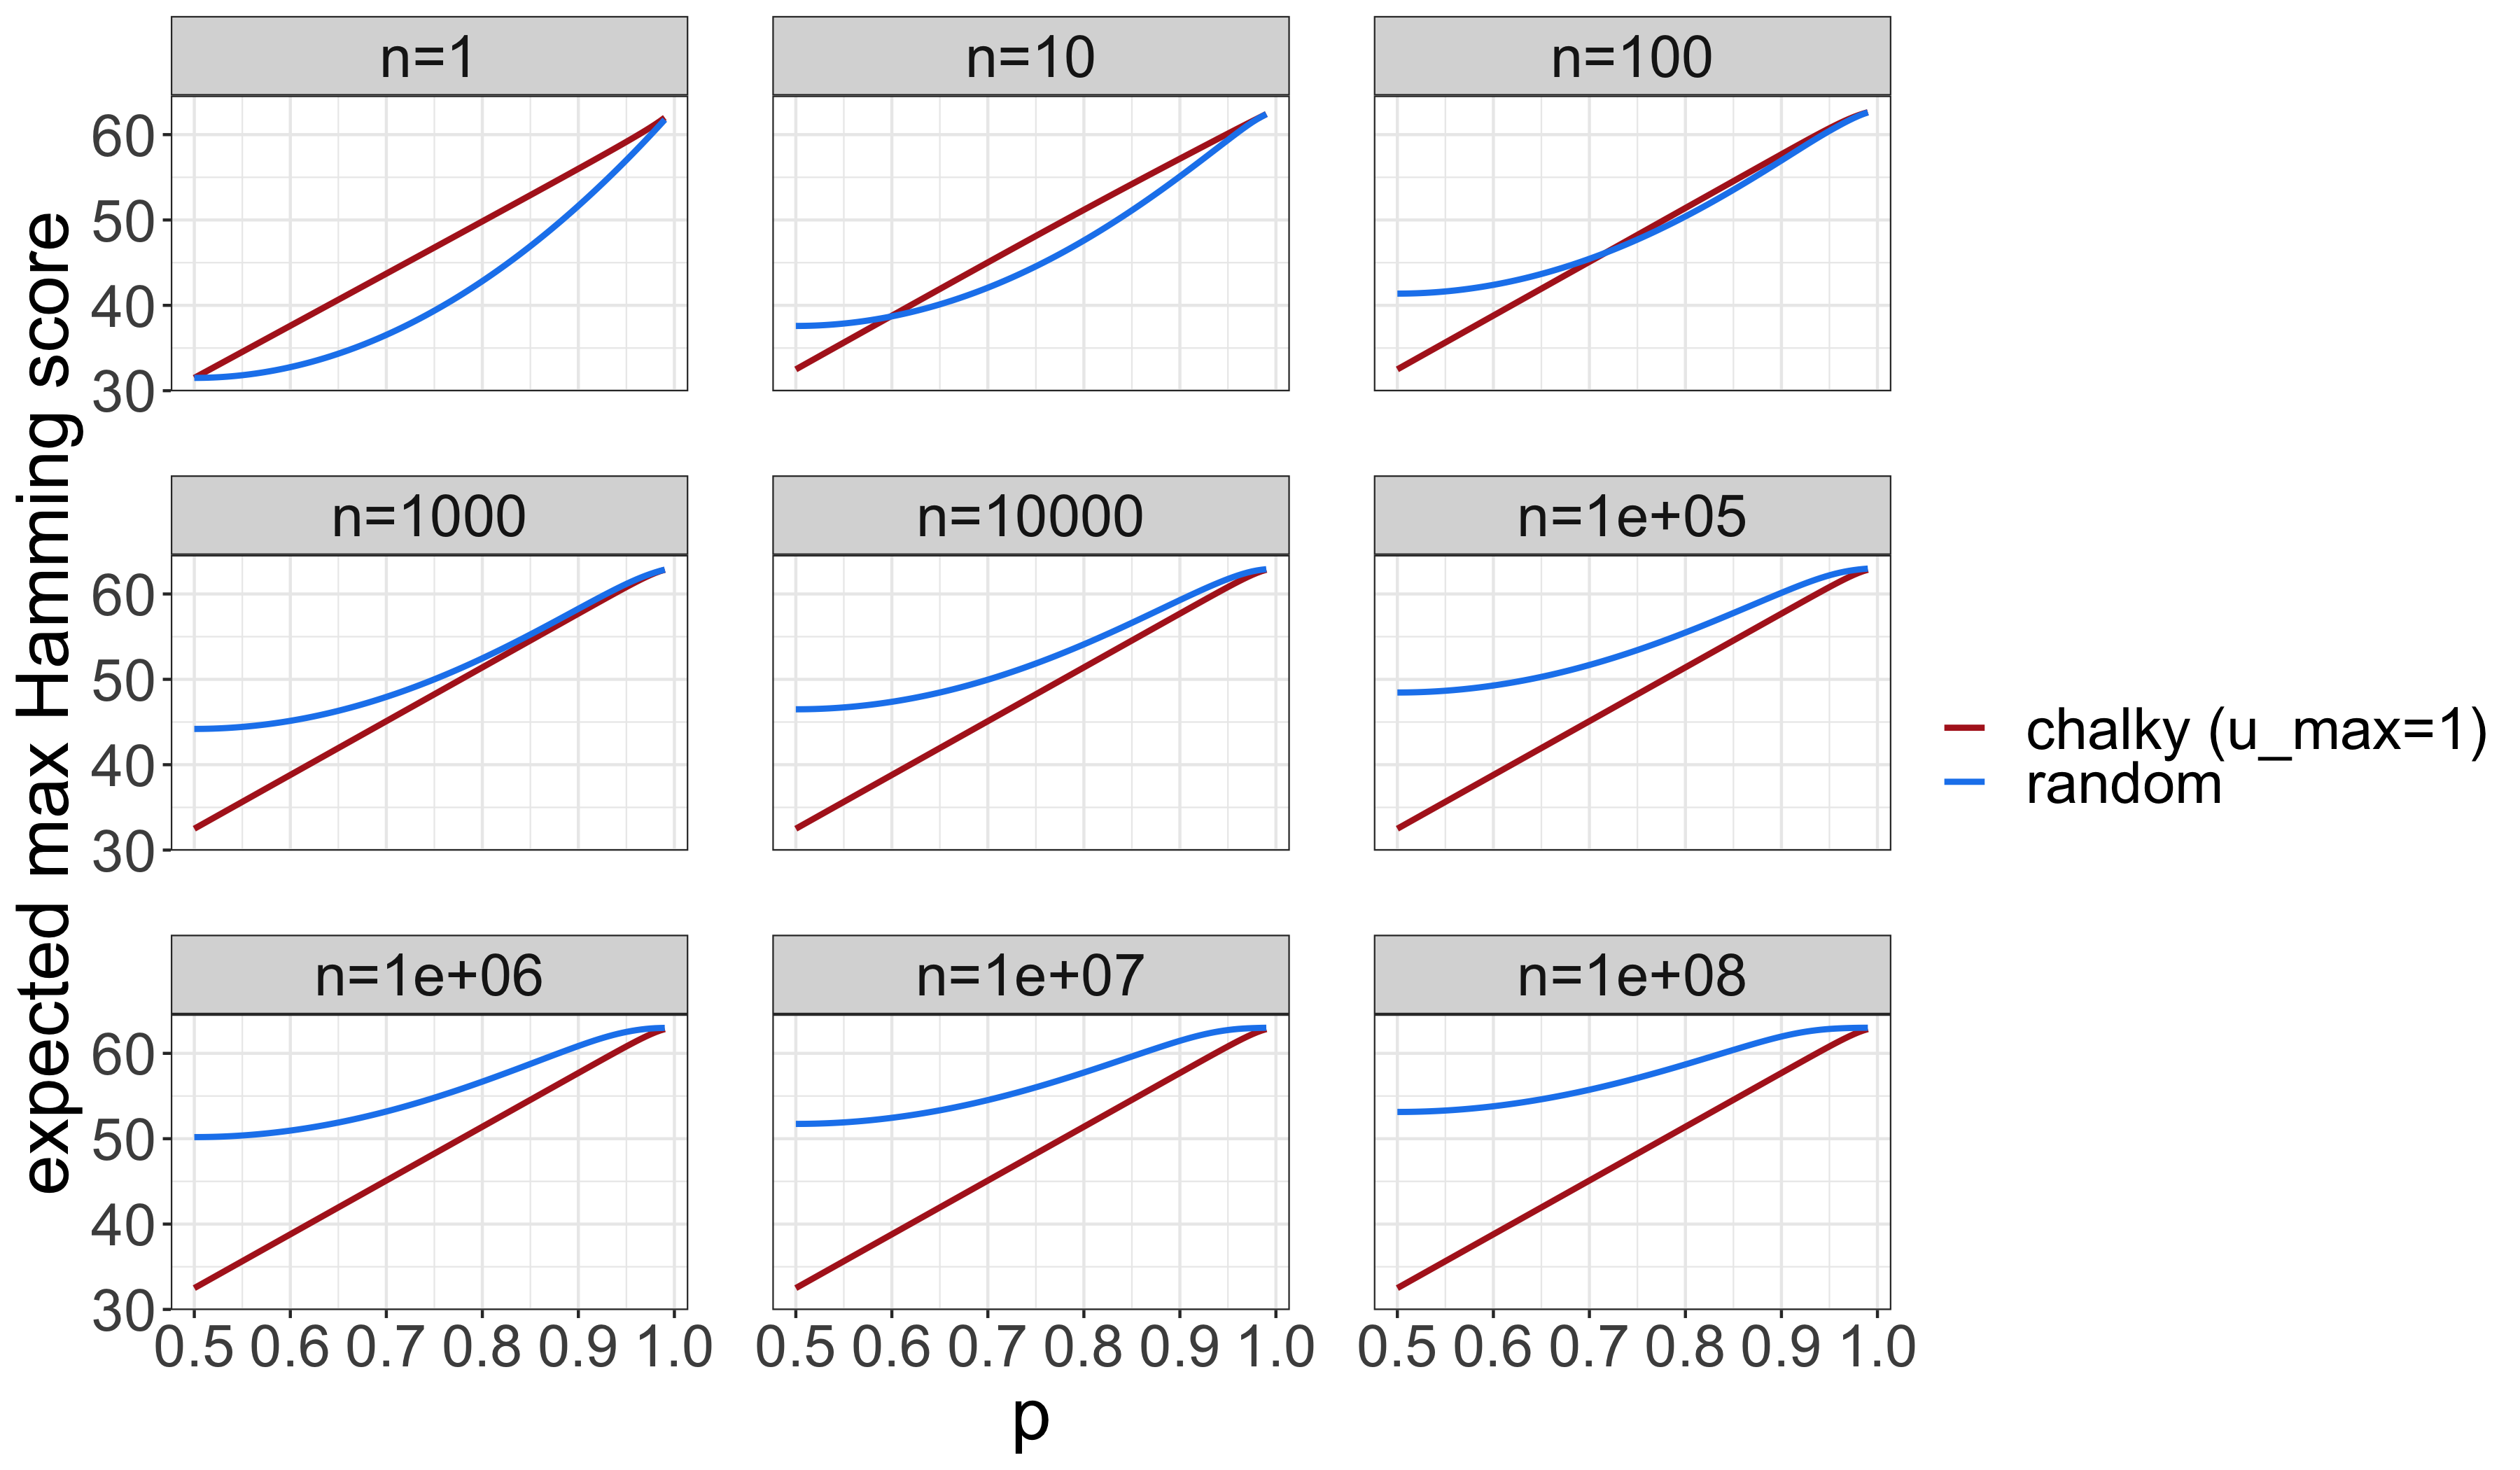 n=1
n=10
n=100
60
50
40
30
n=1000
n=10000
n=1e+05
60
50
40
30
n=1e+06
n=1e+07
n=1e+08
60
50
40
30
0.5 0.6 0.7 0.8 0.9 1.0
0.5 0.6 0.7 0.8 0.9 1.0
0.5 0.6 0.7 0.8 0.9 1.0
p
expected max Hamming score
chalky (u_max=1)
random